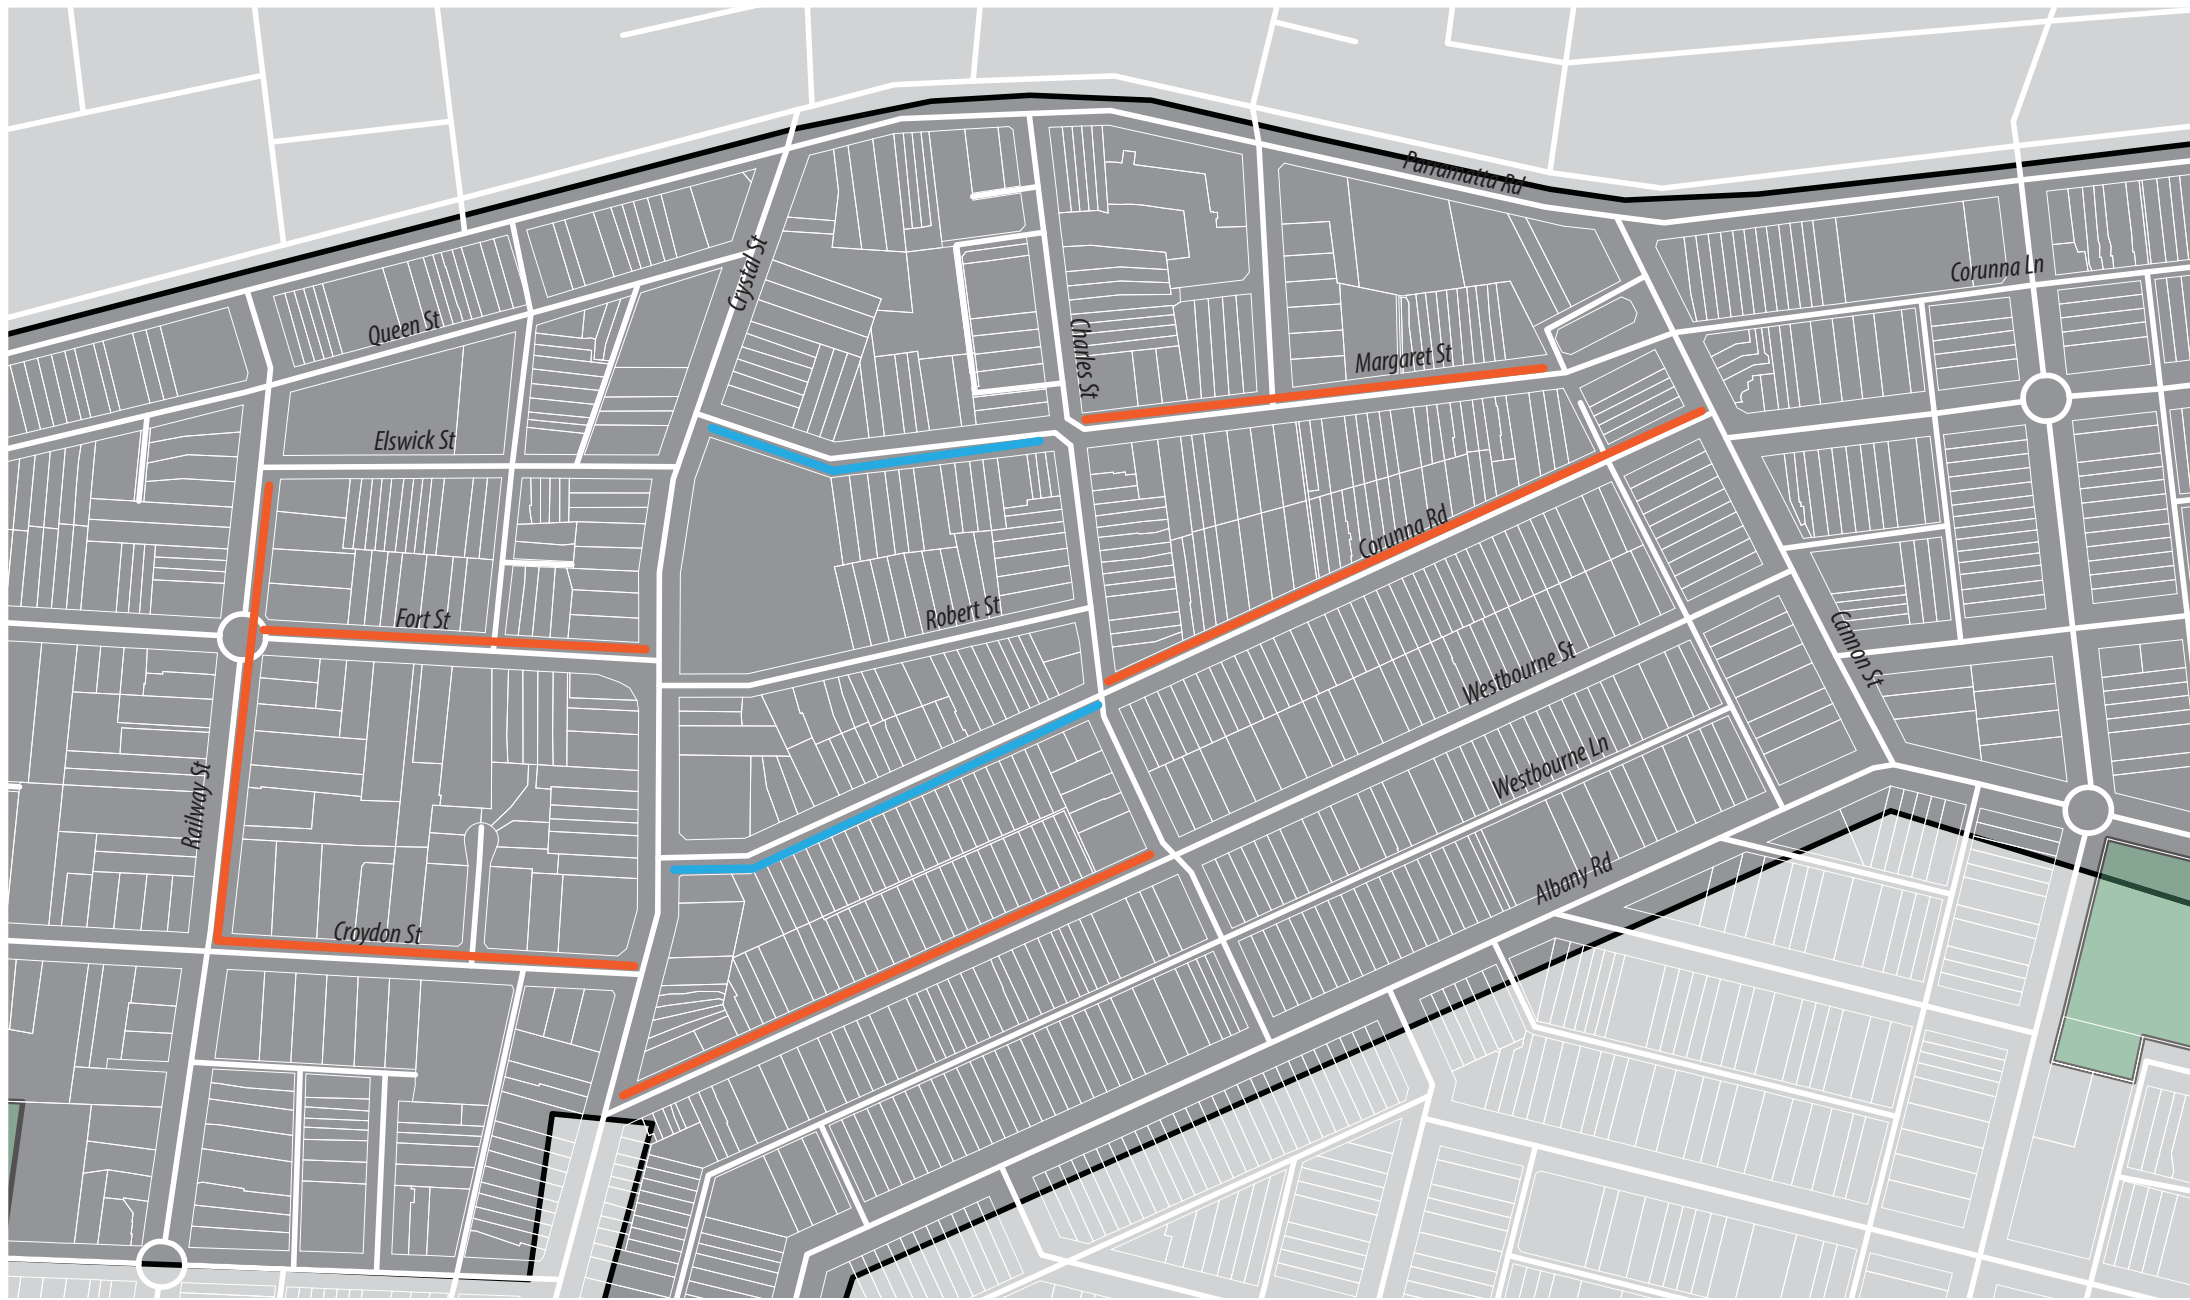 Parramatta Rd
Corunna Ln
Queen St
Crystal St
Charles St
Margaret St
Elswick St
Corunna Rd
Fort St
Robert St
Westbourne St
Cannon St
Westbourne Ln
Railway St
Albany Rd
Croydon St